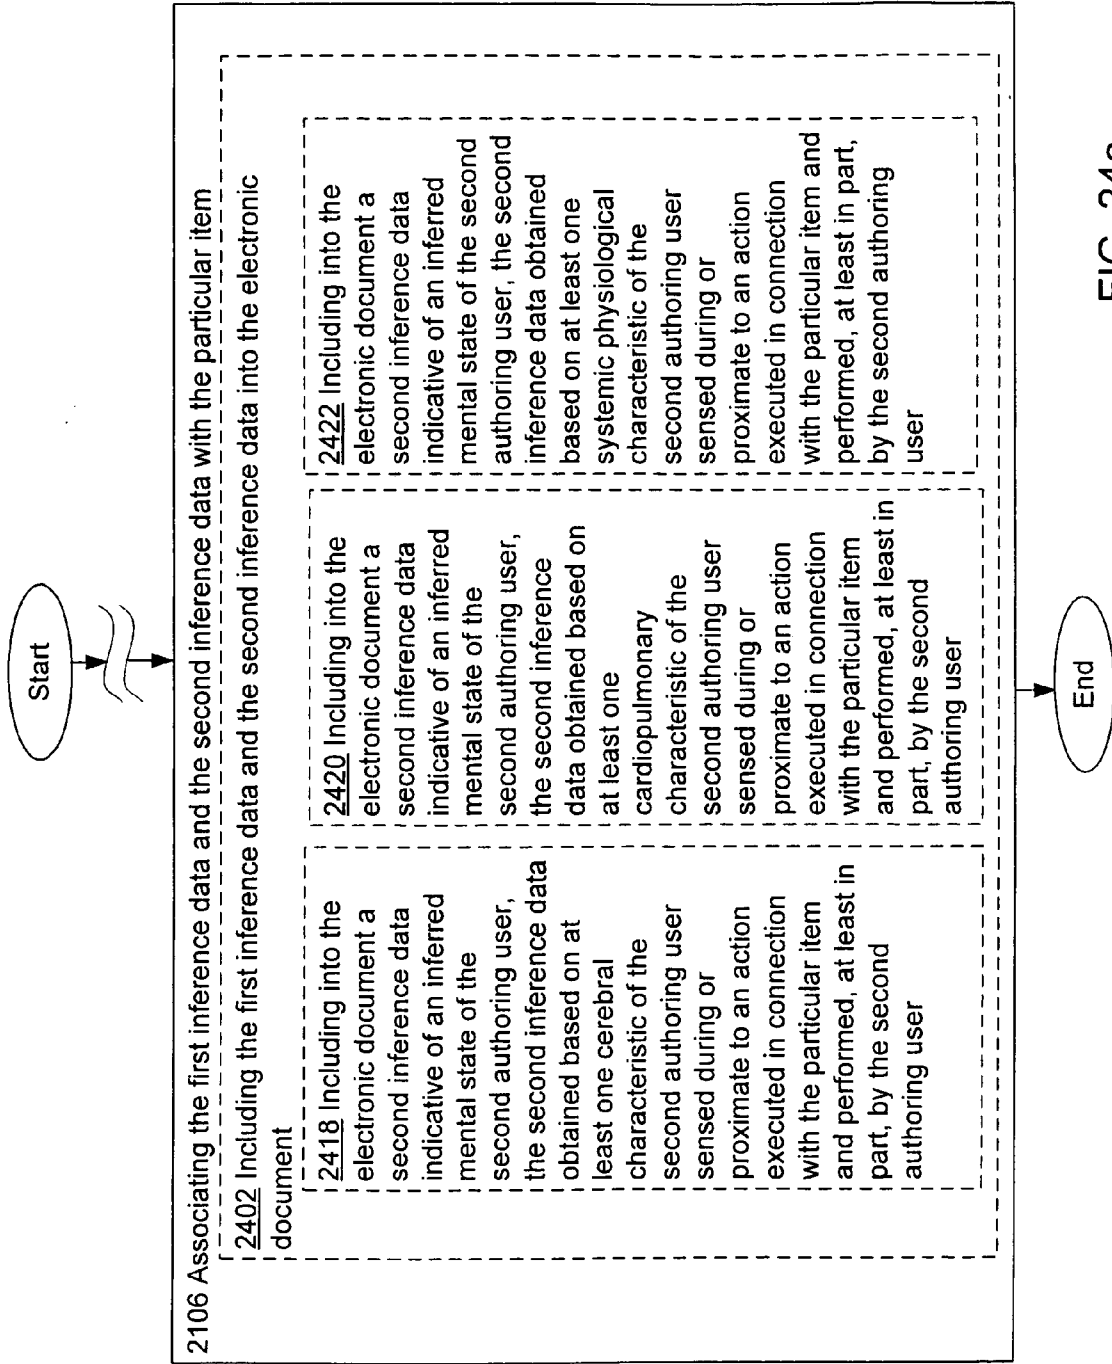 Start
2106 Associating the first inference data and the second inference data with the particular item
2402 Including the first inference data and the second inference data into the electronic
document
2418 Including into the
electronic document a
second inference data
indicative of an inferred
mental state of the
second authoring user,
the second inference data
obtained based on at
least one cerebral
characteristic of the
second authoring user
sensed during or
proximate to an action
executed in connection
with the particular item
and performed, at least in
part, by the second
authoring user
2420 Including into the
electronic document a
second inference data
indicative of an inferred
mental state of the
second authoring user,
the second inference
data obtained based on
at least one
cardiopulmonary
characteristic of the
second authoring user
sensed during or
proximate to an action
executed in connection
with the particular item
and performed, at least in
part, by the second
authoring user
2422 Including into the
electronic document a
second inference data
indicative of an inferred
mental state of the second
authoring user, the second
inference data obtained
based on at least one
systemic physiological
characteristic of the
second authoring user
sensed during or
proximate to an action
executed in connection
with the particular item and
performed, at least in part,
by the second authoring
user
End